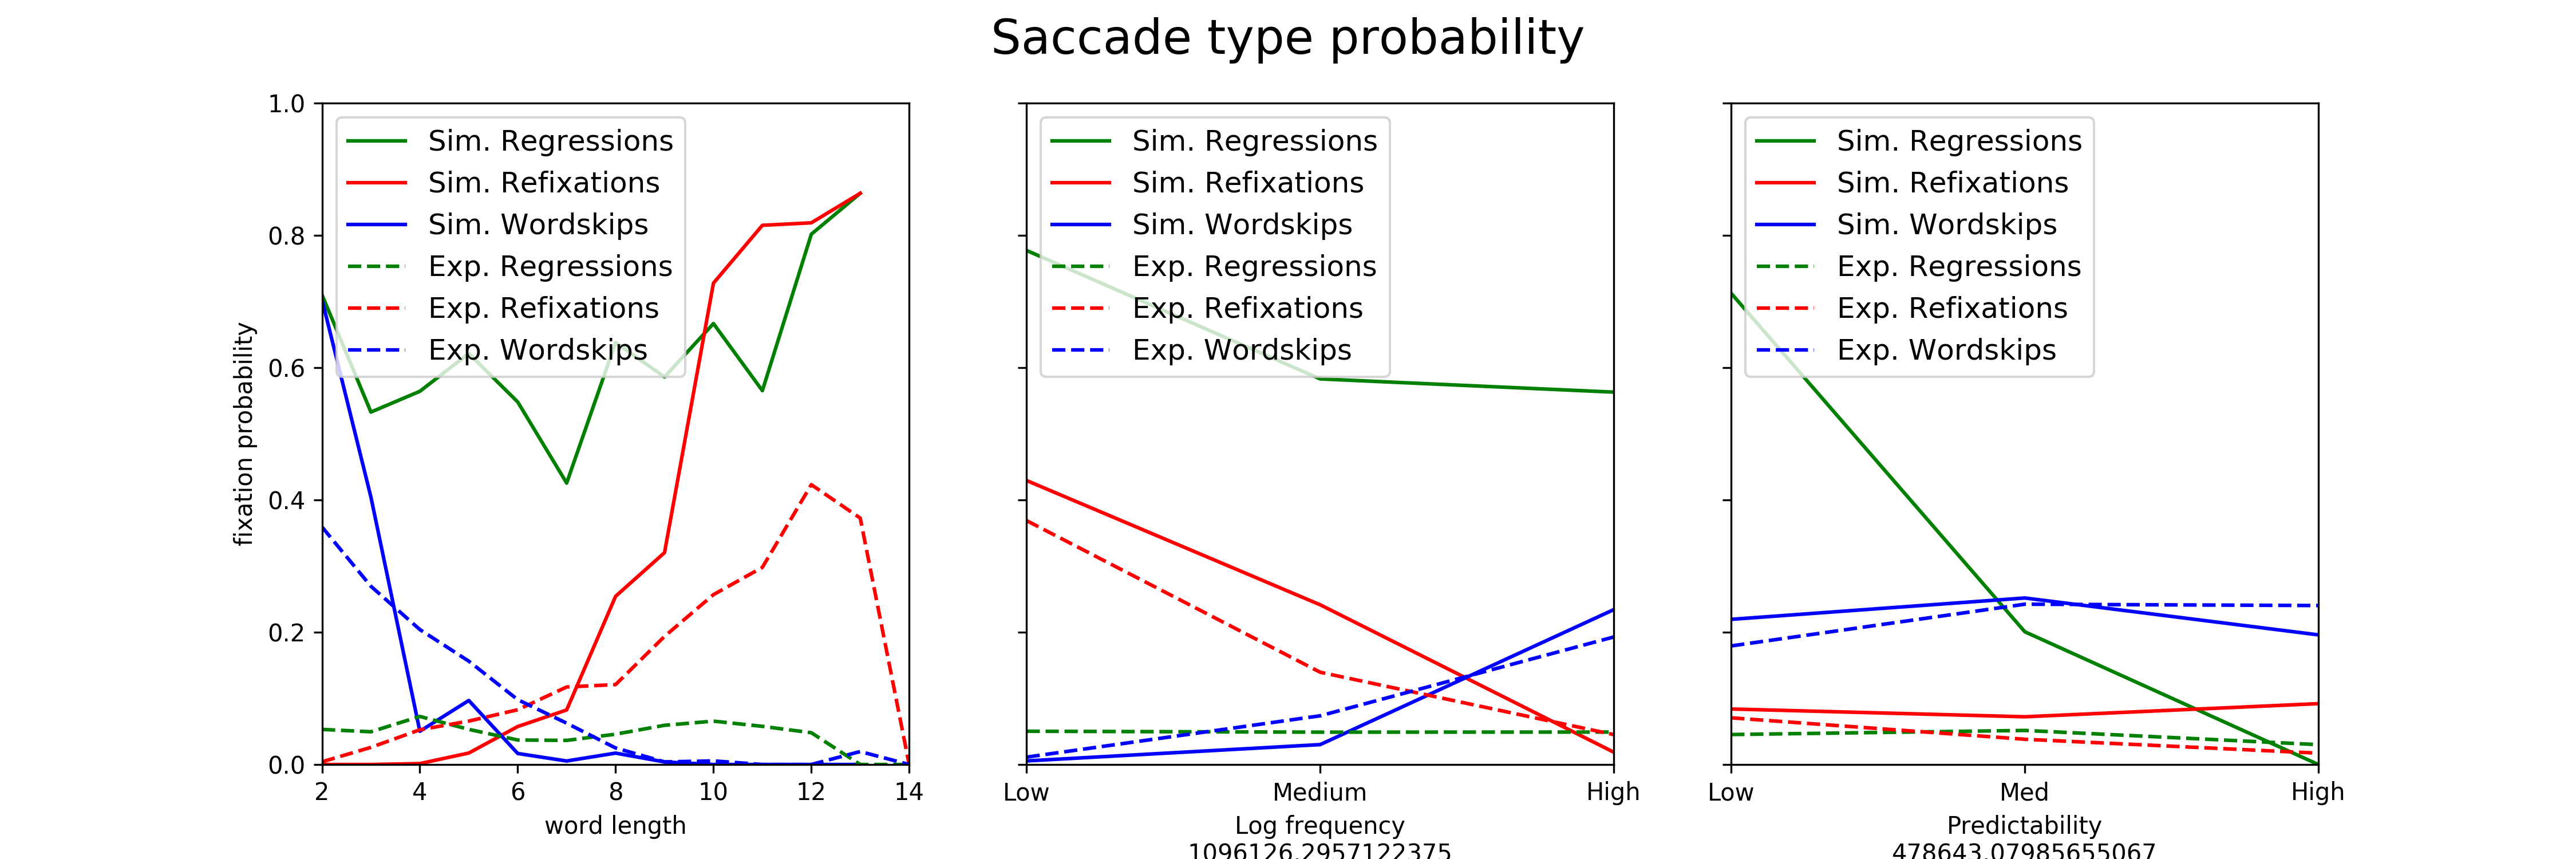 Saccade type probability
fixation probability
1.0
0.8
0.6
0.4
0.2
0.0
Sim. Regressions
Sim. Refixations
Sim. Wordskips
Exp. Regressions
Exp. Refixations
Exp. Wordskips
2 4 6 8 10 12 14
word length
Sim. Regressions
Sim. Refixations
Sim. Wordskips
Exp. Regressions
Exp. Refixations
Exp. Wordskips
Low Medium High
Log frequency
1096126.2957122375
Sim. Regressions
Sim. Refixations
Sim. Wordskips
Exp. Regressions
Exp. Refixations
Exp. Wordskips
Low Med High
Predictability
478643.07985655067